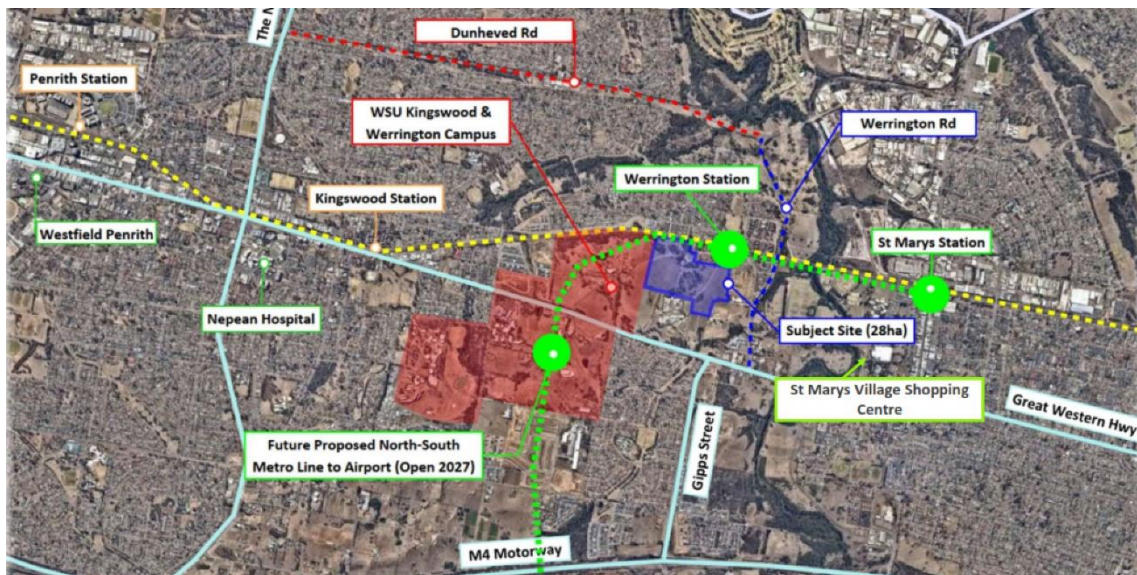 The
Dunheved Rd
Penrith Station
WSU Kingswood &
Werrington Campus
Werrington Rd
Werrington Station
Kingswood Station
Westfield Penrith
St Marys Station
Nepean Hospital
Subject Site (28ha)
St Marys Village Shopping
Centre
Great Western Hwy
Future Proposed North-South
Metro Line to Airport (Open 2027)
Gipps Street
M4 Motorway